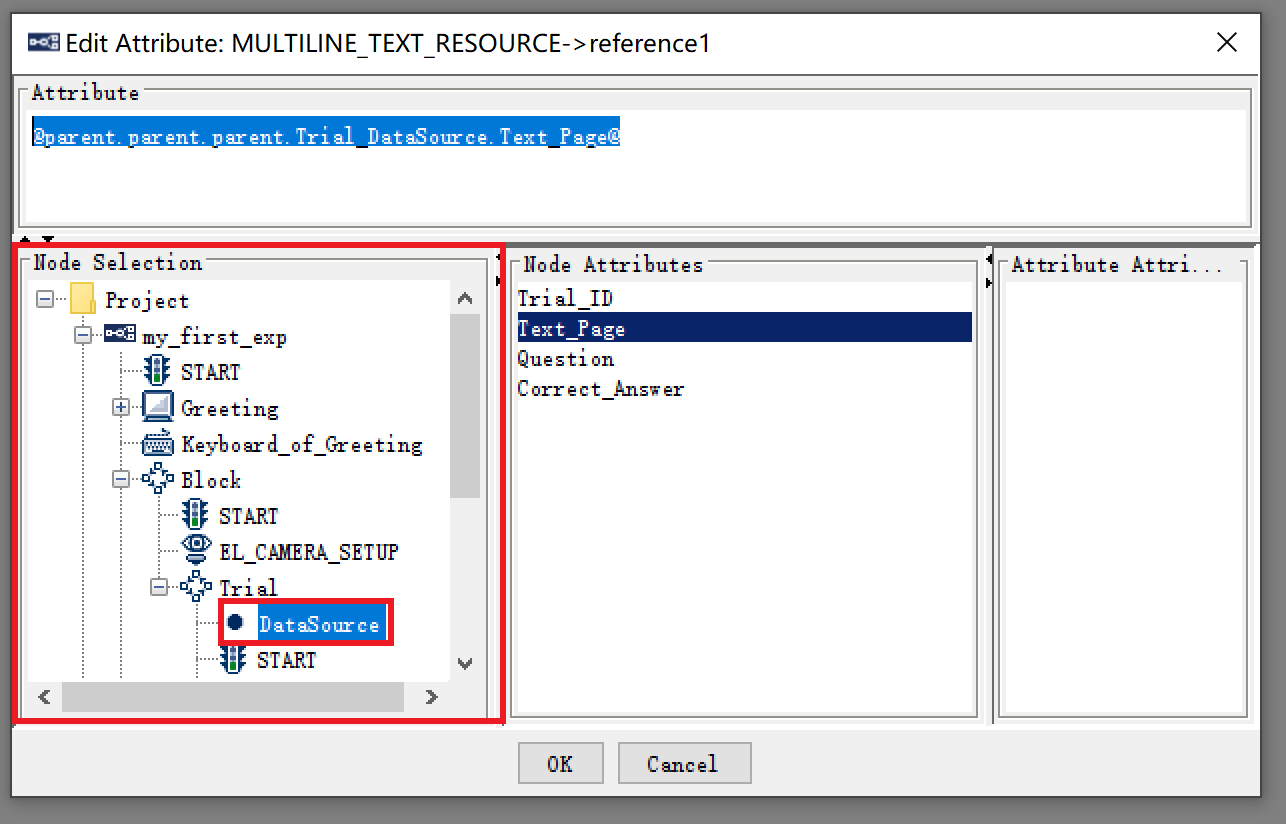 Edit Attribute: MULTILINE_TEXT_RESOURCE->reference1
Attribute
@parent.parent.parent.Trial_DataSource.Text_Page@
Node Selection
Project
my_first_exp
START
Greeting
Keyboard_of_Greeting
Block
START
EL_CAMERA_SETUP
Trial
DataSource
START
Node Attributes
Trial_ID
Text_Page
Question
Correct_Answer
Attribute Attri...
OK
Cancel